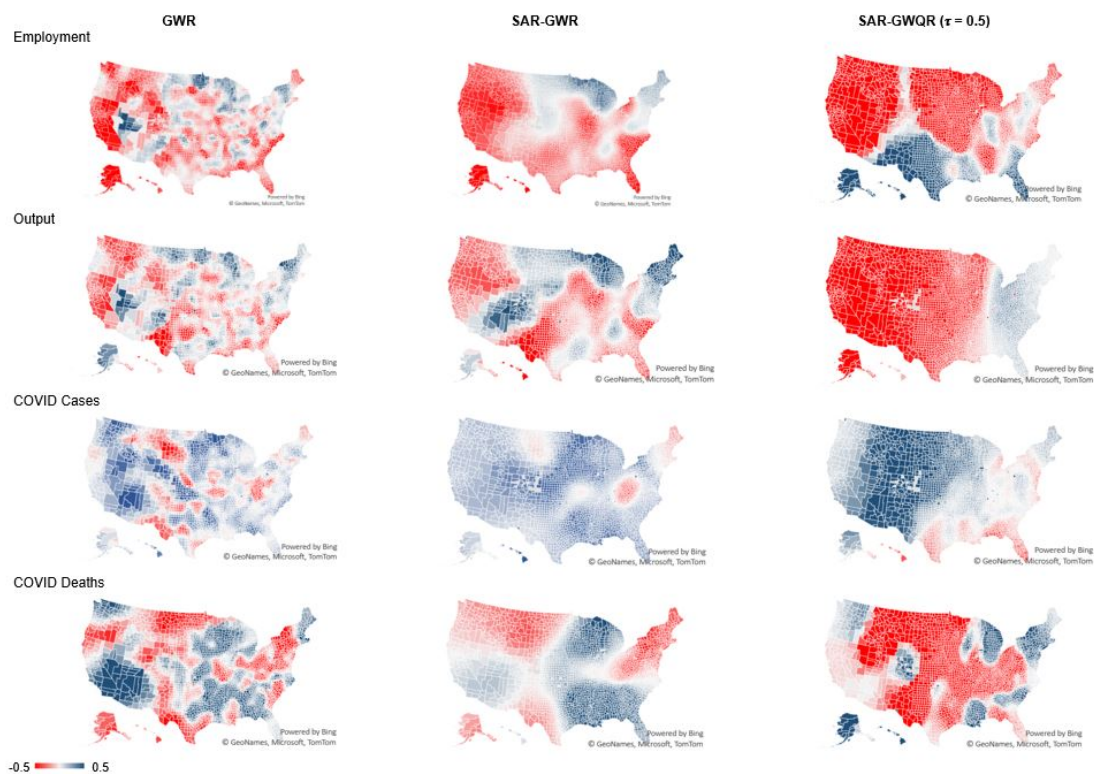 GWR SAR-GWR SAR-GWQR (τ = 0.5)
Employment
Powered by Bing Powered by Bing Powered by Bing
© GeoNames, Microsoft, TomTom © GeoNames, Microsoft, TomTom © GeoNames, Microsoft, TomTom
Output
Powered by Bing Powered by Bing Powered by Bing
© GeoNames, Microsoft, TomTom © GeoNames, Microsoft, TomTom © GeoNames, Microsoft, TomTom
COVID Cases
Powered by Bing Powered by Bing Powered by Bing
© GeoNames, Microsoft, TomTom © GeoNames, Microsoft, TomTom © GeoNames, Microsoft, TomTom
COVID Deaths
Powered by Bing Powered by Bing Powered by Bing
© GeoNames, Microsoft, TomTom © GeoNames, Microsoft, TomTom © GeoNames, Microsoft, TomTom
-0.5 0.5